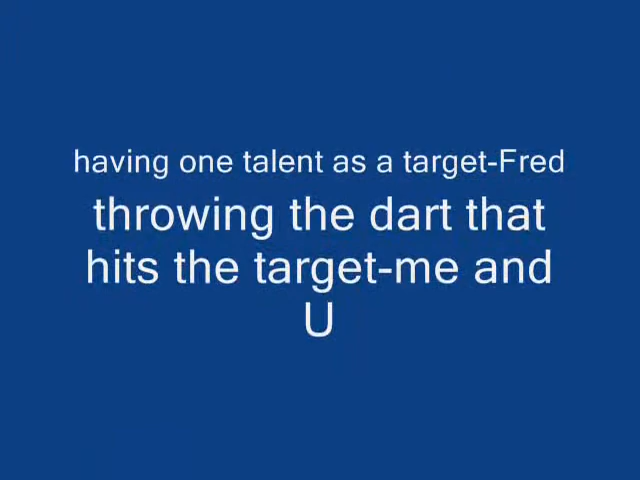 having one talent as a target-Fred
throwing the dart that
hits the target-me and
U